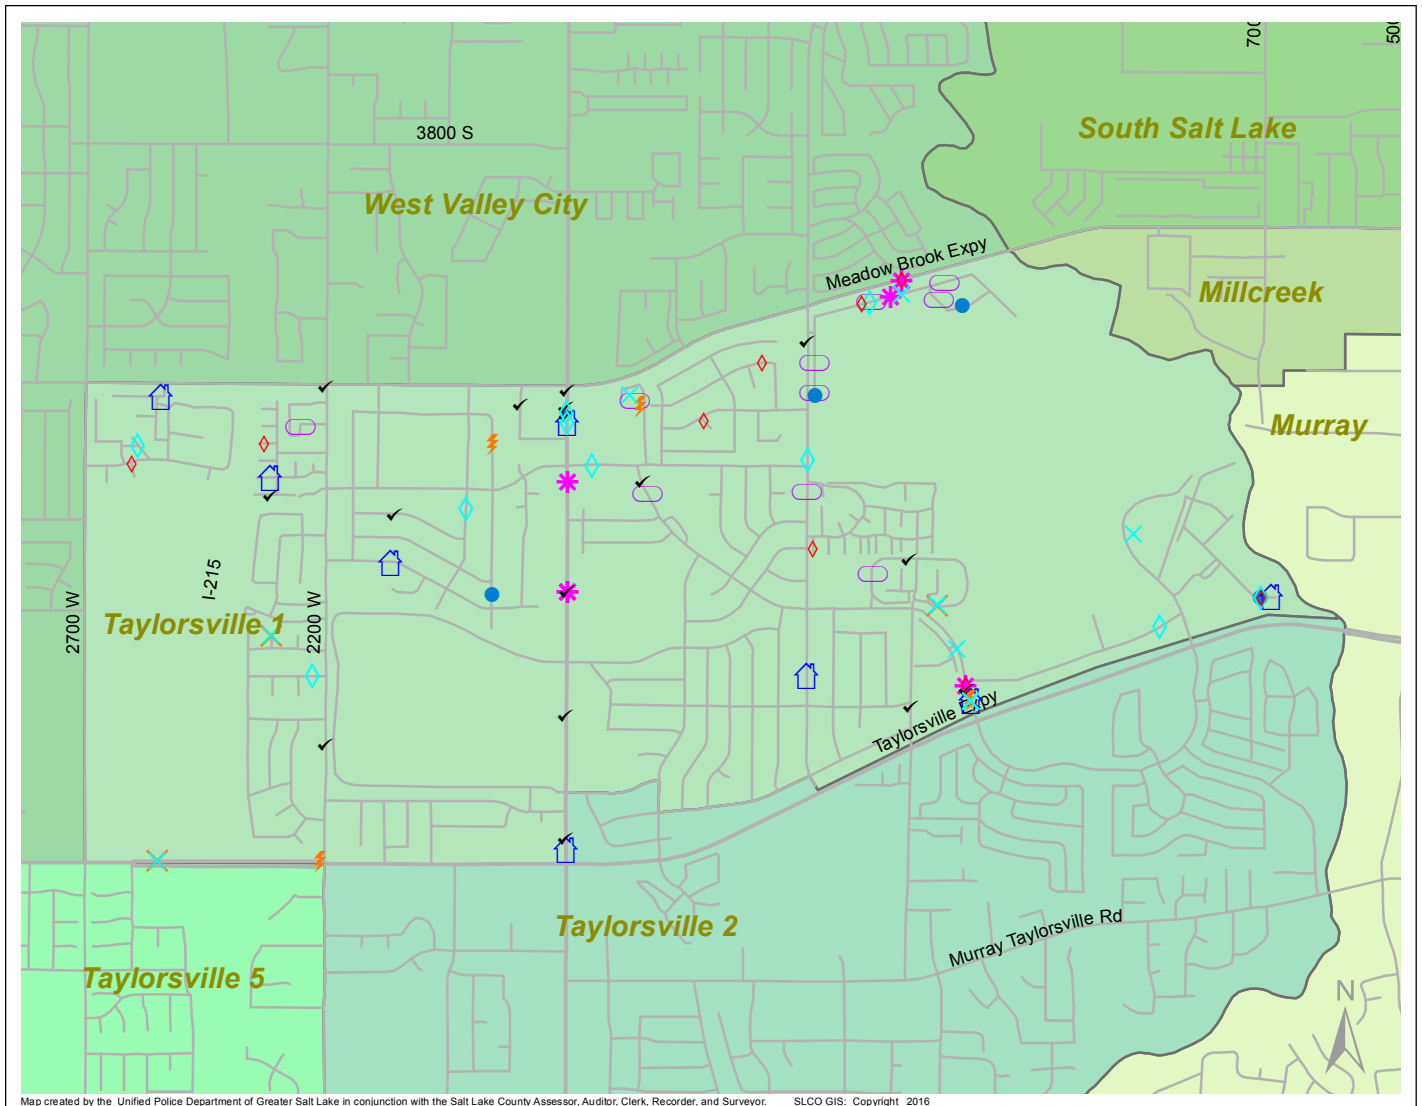 South Salt Lake
3800 S
West Valley City
Meadow Brook Expy
Millcreek
Murray
I-215
2700 W
2200 W
Taylorsville 1
Taylorsville Expy
Taylorsville 2
Murray Taylorsville Rd
Taylorsville 5
N
Map created by the Unified Police Department of Greater Salt Lake in conjunction with the Salt Lake County Assessor, Auditor, Clerk, Recorder, and Surveyor. SLCO GIS: Copyright 2016